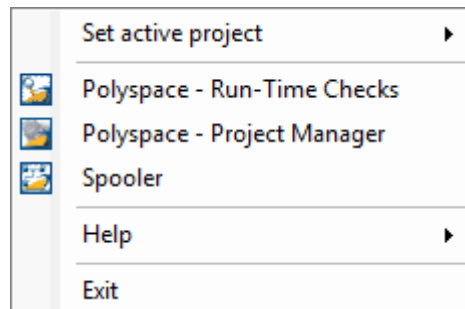 Set active project
Polyspace - Run-Time Checks
Polyspace - Project Manager
Spooler
Help
Exit